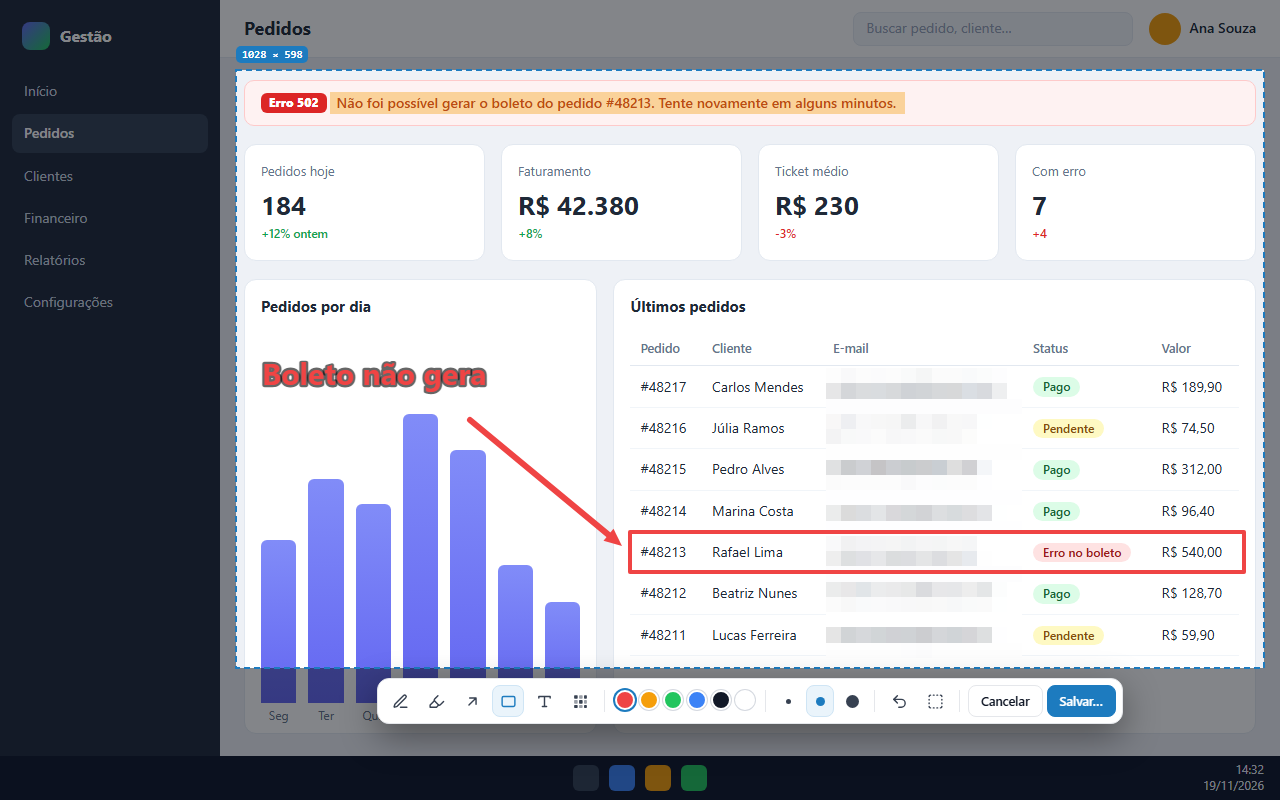 Gestão
Pedidos
Buscar pedido, cliente...
Ana Souza
1028 × 598
Início
Pedidos
Clientes
Financeiro
Relatórios
Configurações
Erro 502 Não foi possível gerar o boleto do pedido #48213. Tente novamente em alguns minutos.
Pedidos hoje
184
+12% ontem
Faturamento
R$ 42.380
+8%
Ticket médio
R$ 230
-3%
Com erro
7
+4
Pedidos por dia
Boleto não gera
Seg Ter
Últimos pedidos
Pedido Cliente E-mail Status Valor
#48217 Carlos Mendes Pago R$ 189,90
#48216 Júlia Ramos Pendente R$ 74,50
#48215 Pedro Alves Pago R$ 312,00
#48214 Marina Costa Pago R$ 96,40
#48213 Rafael Lima Erro no boleto R$ 540,00
#48212 Beatriz Nunes Pago R$ 128,70
#48211 Lucas Ferreira Pendente R$ 59,90
T Cancelar Salvar...
14:32
19/11/2026